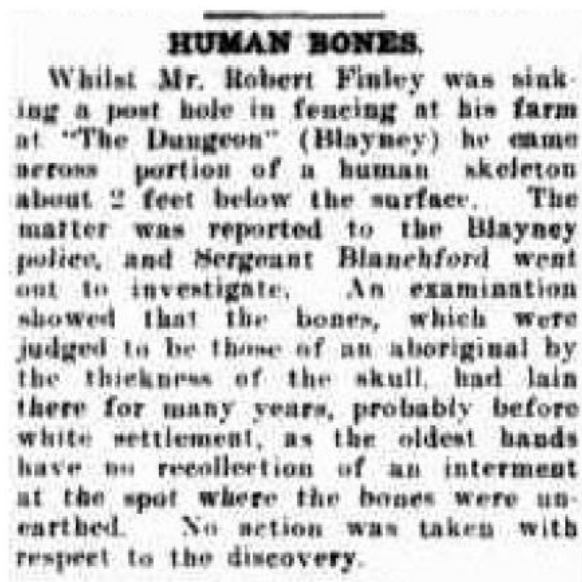 HUMAN BONES.
Whilst Mr. Robert Finley was sink-
ing a post hole in fencing at his farm
at "The Dungeon" (Blayney) he came
across portion of a human skeleton
about 2 feet below the surface. The
matter was reported to the Blayney
police, and Sergeant Blanchford went
out to investigate. An examination
showed that the bones, which were
judged to be those of an aboriginal by
the thickness of the skull, had lain
there for many years, probably before
white settlement, as the oldest hands
have no recollection of an interment
at the spot where the bones were un-
earthed. No action was taken with
respect to the discovery.